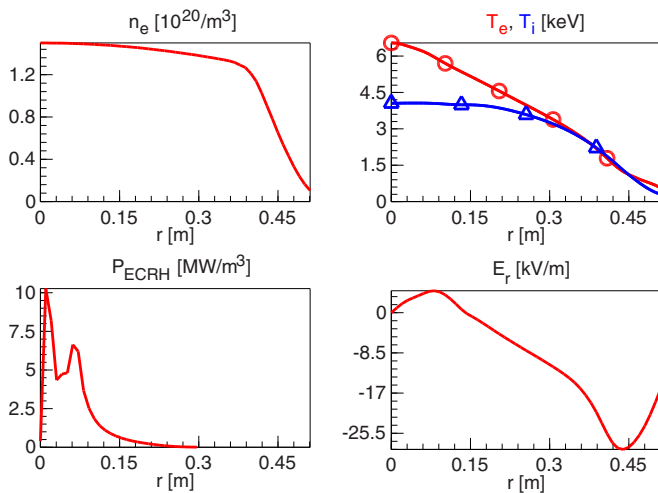 n_e [10^20/m^3]
1.2
0.8
0.4
0
0 0.15 0.3 0.45
r [m]
T_e, T_i [keV]
6
4.5
3
1.5
0
0 0.15 0.3 0.45
r [m]
P_ECRH [MW/m^3]
10
7.5
5
2.5
0
0 0.15 0.3 0.45
r [m]
E_r [kV/m]
0
-8.5
-17
-25.5
0 0.15 0.3 0.45
r [m]